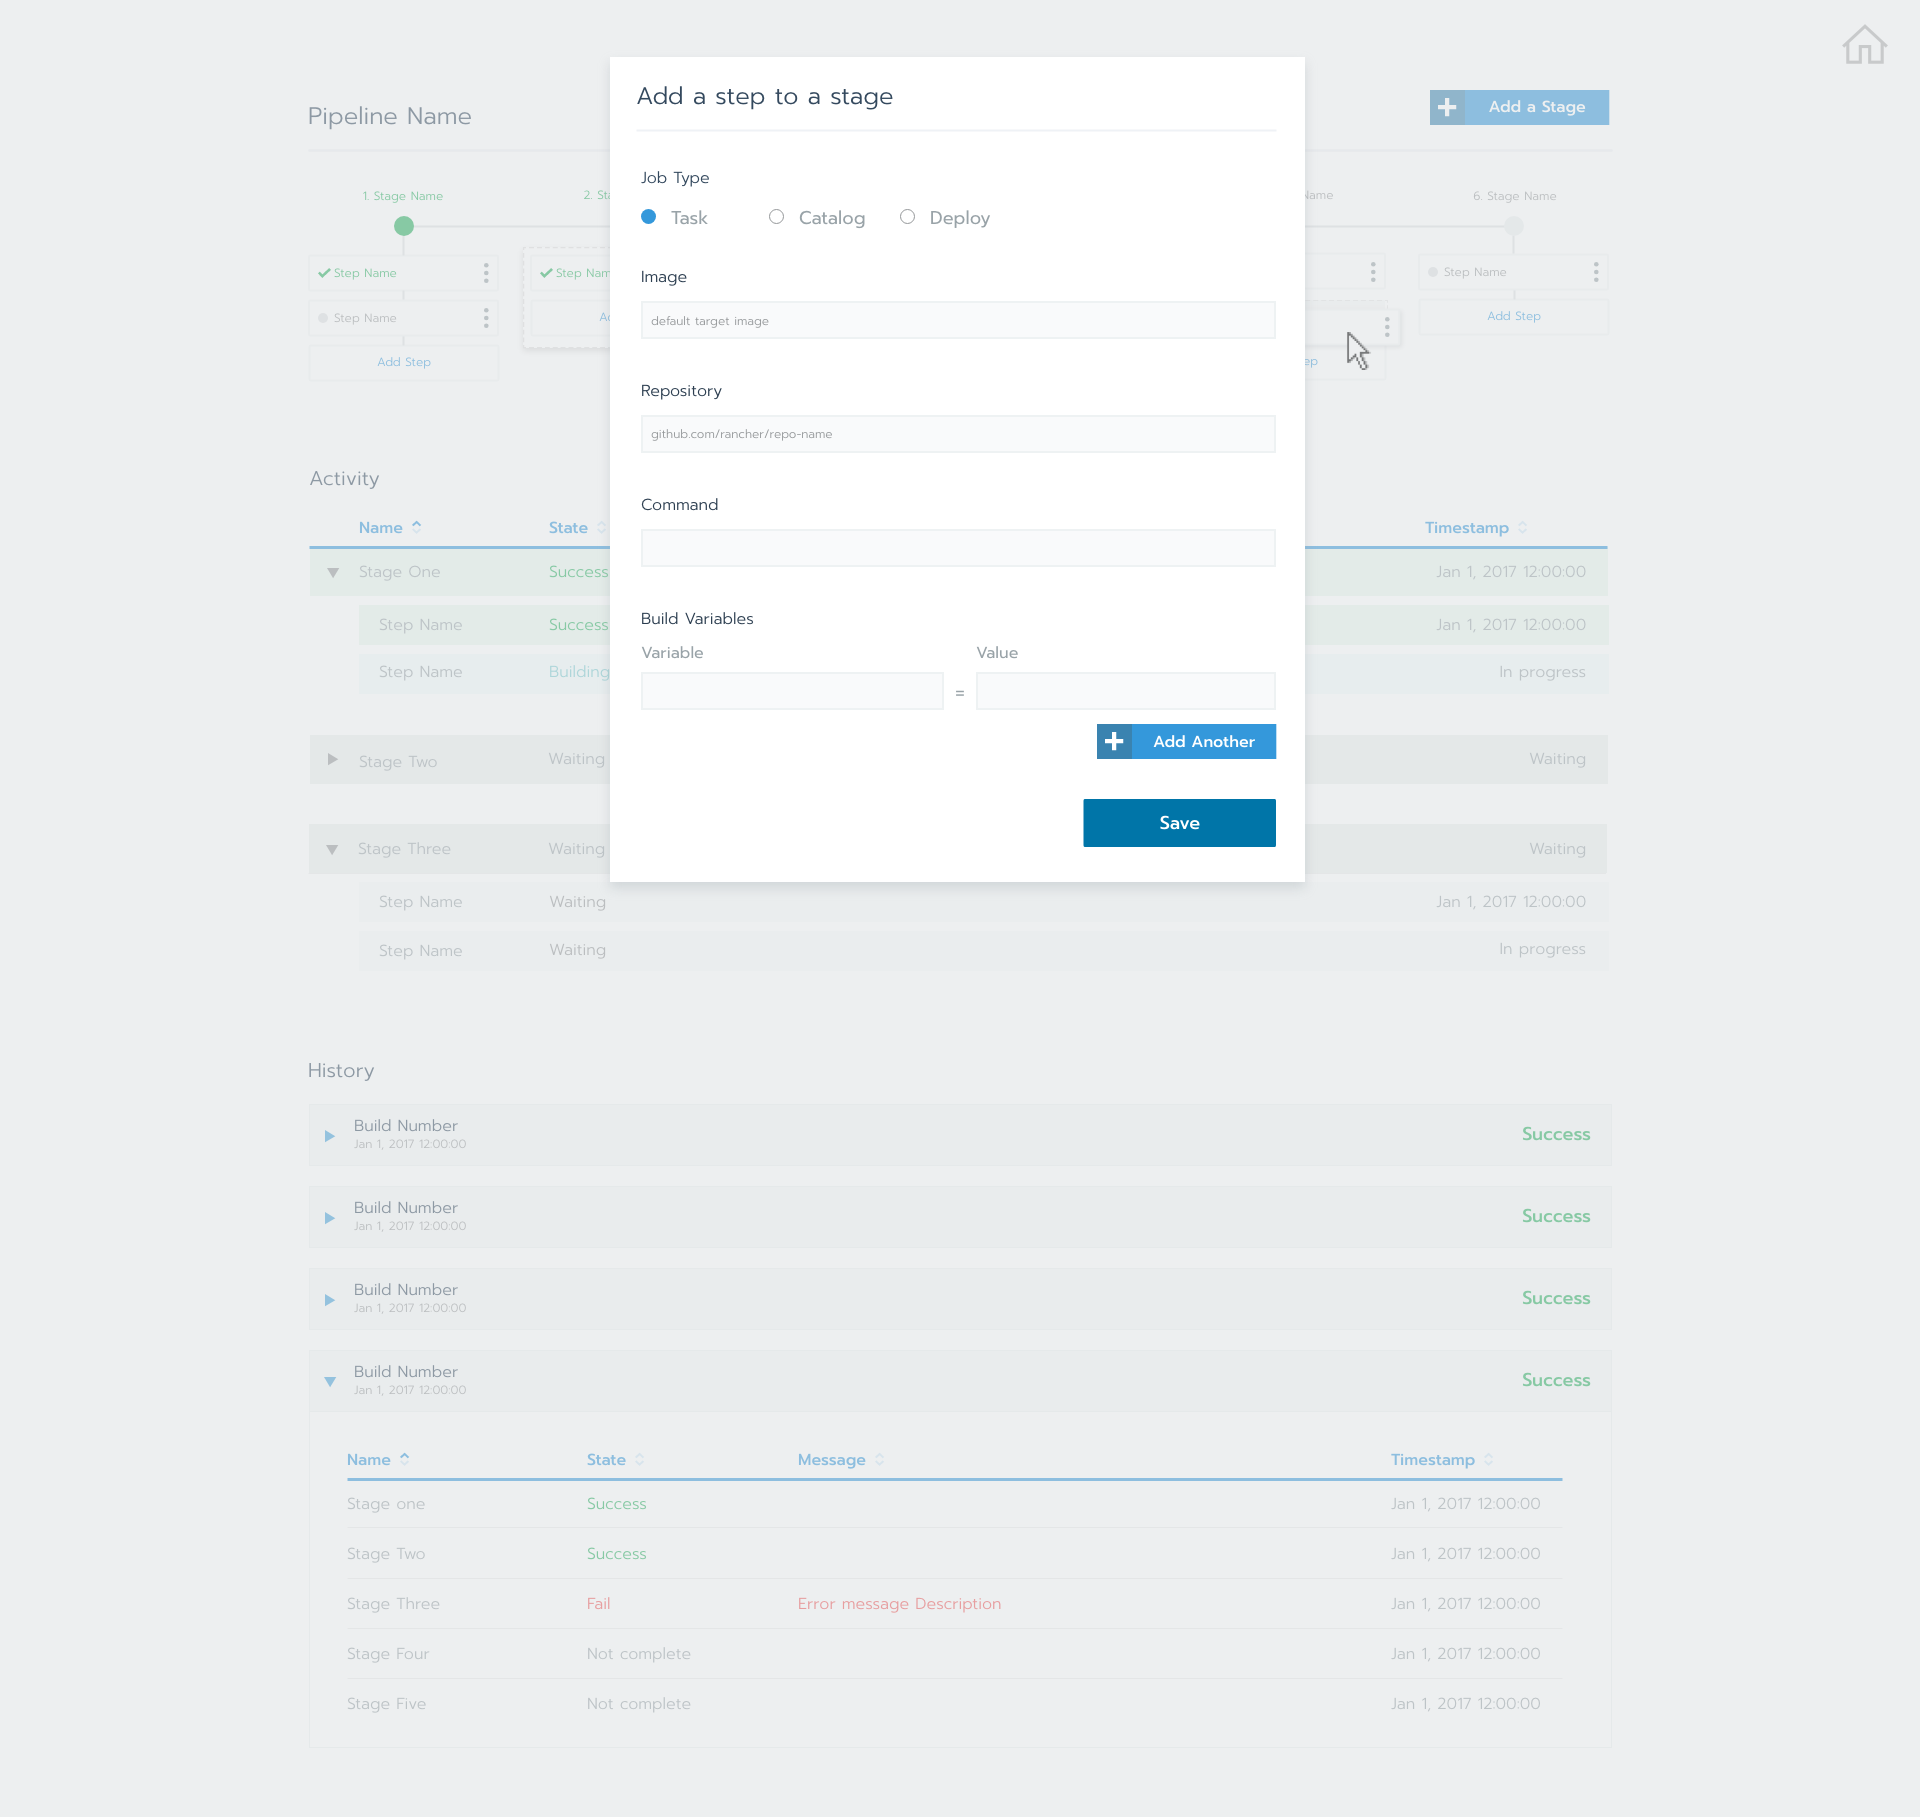 Pipeline Name
Add a Stage
1. Stage Name
2. Sta
Name
6. Stage Name
Step Name
Step Nam
Step Name
Step Name
Add Step
Add Step
ep
Add a step to a stage
Job Type
Task Catalog Deploy
Image
default target image
Repository
github.com/rancher/repo-name
Command
Build Variables
Variable Value
=
Add Another
Save
Activity
Name State Timestamp
Stage One Success Jan 1, 2017 12:00:00
Step Name Success Jan 1, 2017 12:00:00
Step Name Building In progress
Stage Two Waiting Waiting
Stage Three Waiting Waiting
Step Name Waiting Jan 1, 2017 12:00:00
Step Name Waiting In progress
History
Build Number
Jan 1, 2017 12:00:00
Success
Build Number
Jan 1, 2017 12:00:00
Success
Build Number
Jan 1, 2017 12:00:00
Success
Build Number
Jan 1, 2017 12:00:00
Success
Name State Message Timestamp
Stage one Success Jan 1, 2017 12:00:00
Stage Two Success Jan 1, 2017 12:00:00
Stage Three Fail Error message Description Jan 1, 2017 12:00:00
Stage Four Not complete Jan 1, 2017 12:00:00
Stage Five Not complete Jan 1, 2017 12:00:00